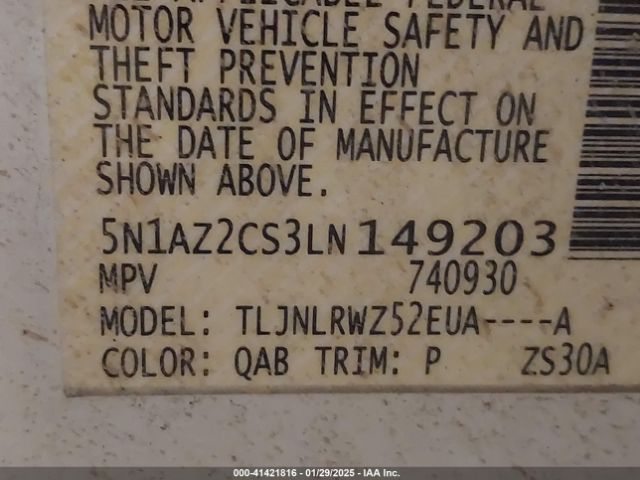 MOTOR VEHICLE SAFETY AND
THEFT PREVENTION
STANDARDS IN EFFECT ON
THE DATE OF MANUFACTURE
SHOWN ABOVE.
5N1AZ2CS3LN149203
MPV 740930
MODEL: TLJNLRWZ52EUA----A
COLOR: QAB TRIM: P ZS30A
000-41421816 - 01/29/2025 - IAA Inc.